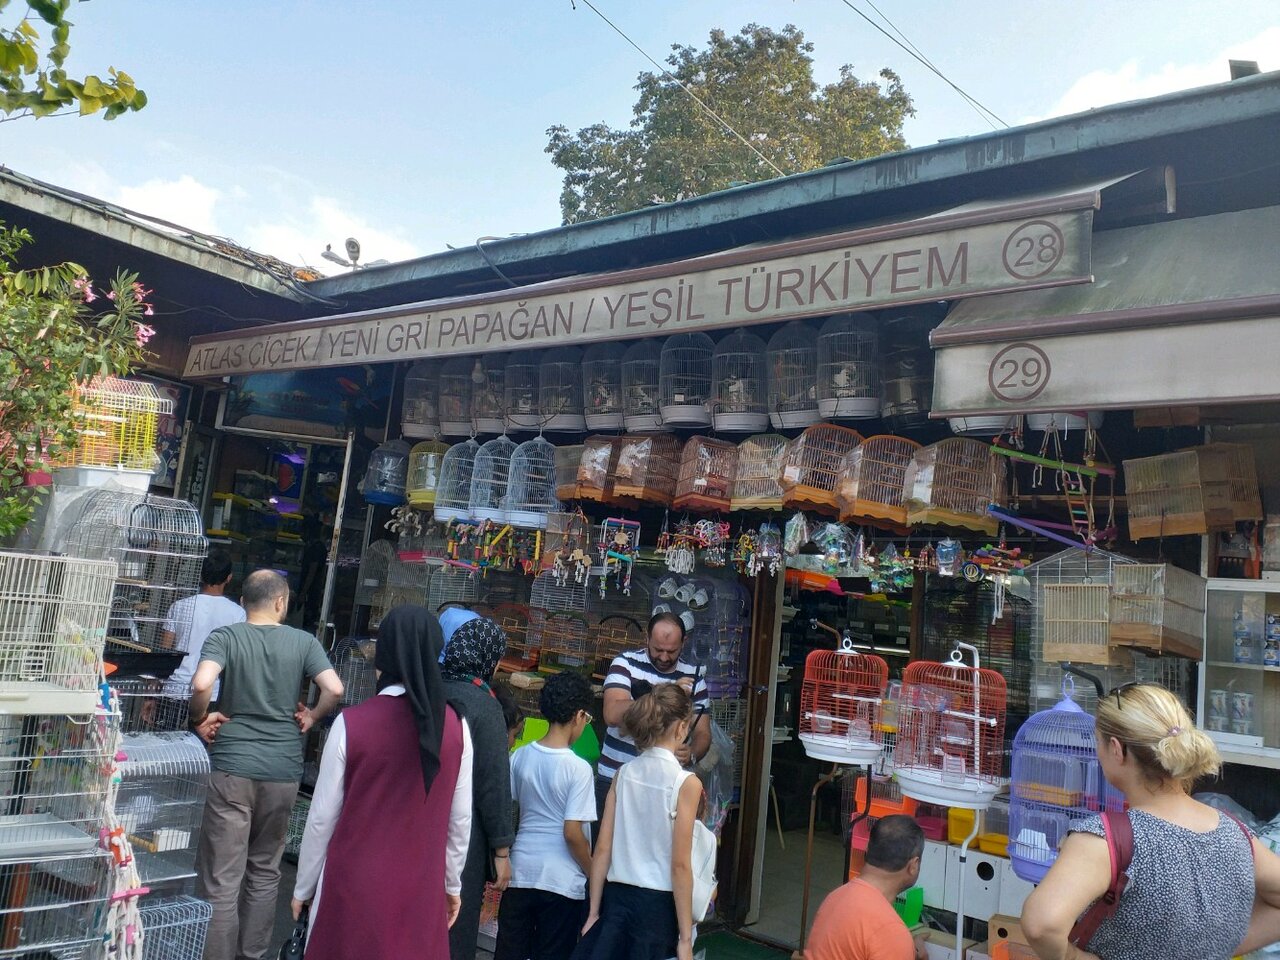 ATLAS ÇİÇEK / YENİ GRİ PAPAĞAN / YEŞİL TÜRKİYEM 28
29